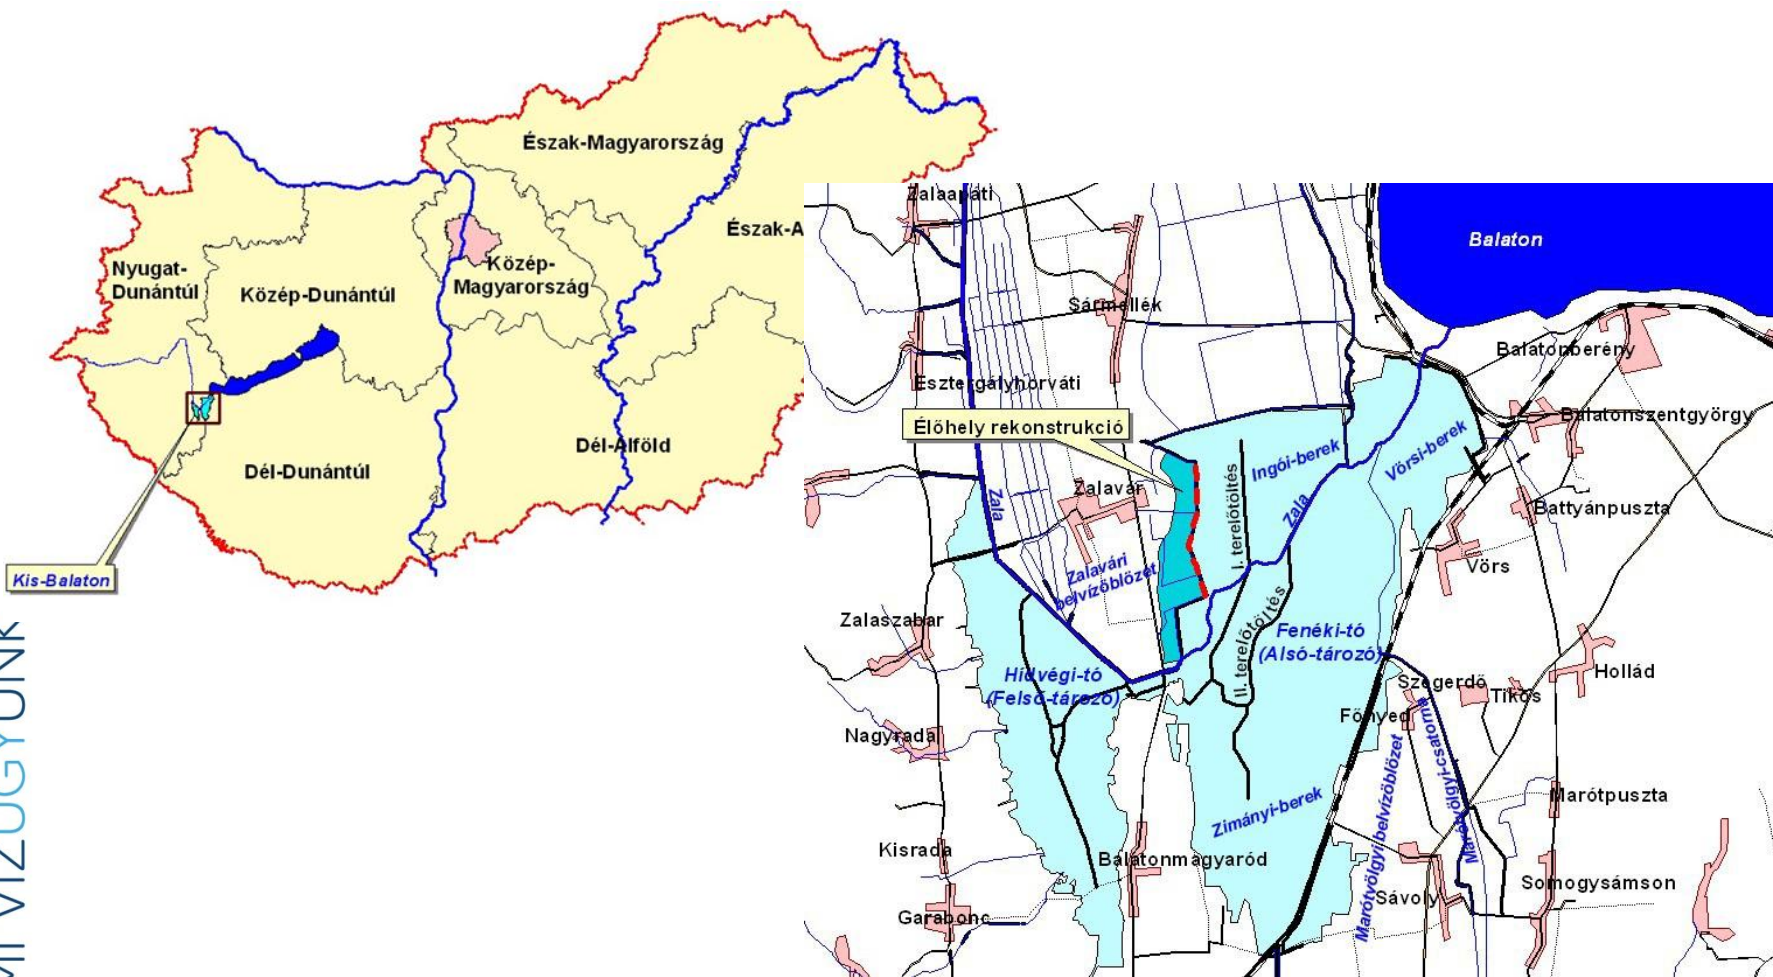 Észak-Magyarország
Észak-A
Nyugat-
Dunántúl
Közép-Dunántúl
Közép-
Magyarország
Dél-Alföld
Dél-Dunántúl
Kis-Balaton
VÍZÜGYÜNK
Zalaapáti
Balaton
Sármellék
Balatonberény
Esztergályhorváti
Élőhely rekonstrukció
Balatonszentgyörgy
Ingói-berek
Vörsi-berek
Zalavár
Zala
I. terelőtöltés
Zala
Battyánpuszta
Vörs
Zalavári
belvízöblözet
Zalaszabar
II. terelőtöltés
Fenéki-tó
(Alsó-tározó)
Hídvégi-tó
(Felső-tározó)
Szegerdő
Tikos
Hollád
Főnyed
Nagyrada
Marótvölgyi-csatorna
Marótvölgyi belvízöblözet
Zimányi-berek
Marótpuszta
Kisrada
Balatonmagyaród
Sávoly
Somogysámson
Garabonc